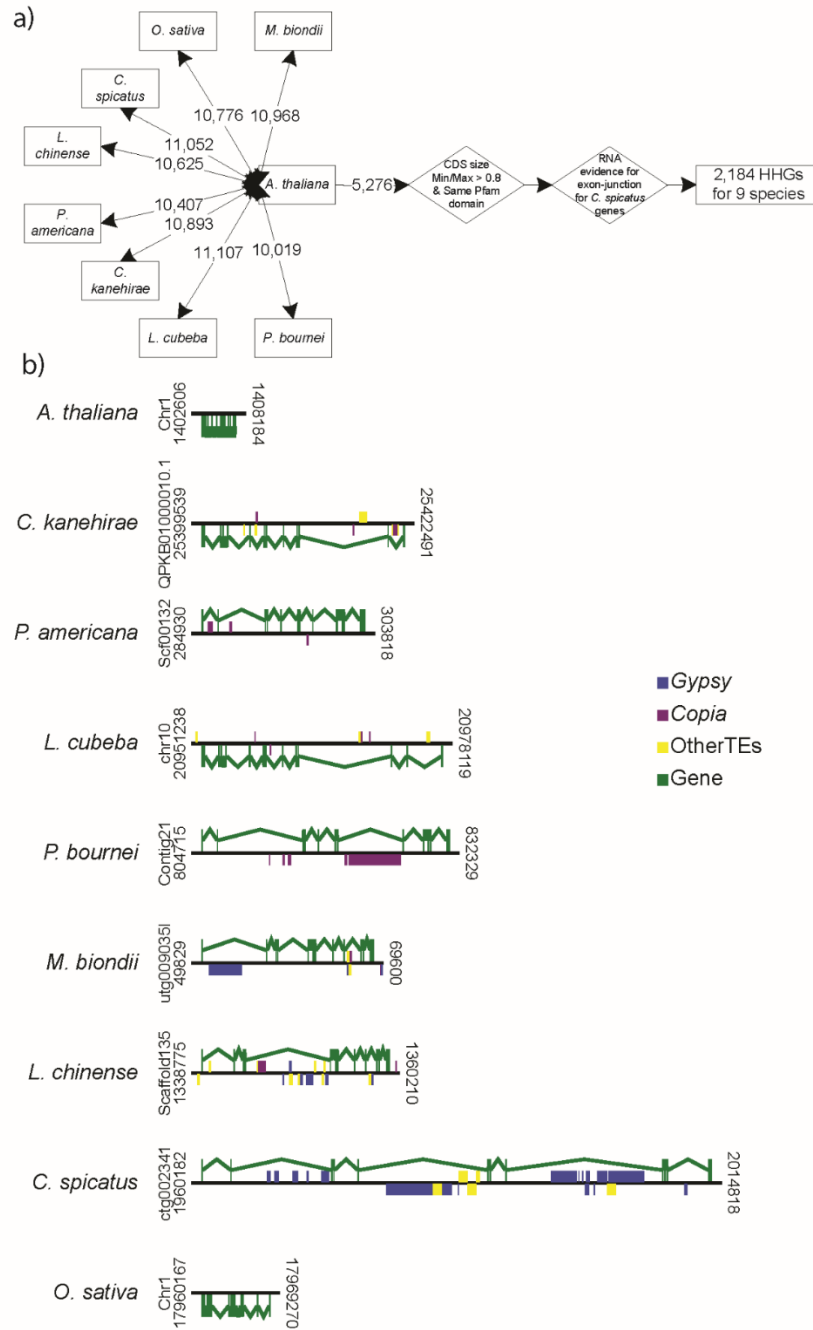 a)
O. sativa
M. biondii
C.
spicatus
10,776
10,968
L.
chinense
11,052
10,625
A. thaliana
5,276
CDS size
Min/Max > 0.8
& Same Pfam
domain
RNA
evidence for
exon-junction
for C. spicatus
genes
2,184 HHGs
for 9 species
P.
americana
10,407
10,893
C.
kanehirae
11,107
10,019
L. cubeba
P. bournei
b)
A. thaliana
Chr1
1402606
1408184
C. kanehirae
QPKB01000010.1
25399539
25422491
P. americana
Scf00132
284930
303818
Gypsy
Copia
OtherTEs
Gene
L. cubeba
chr10
20951238
20978119
P. bournei
Contig21
804715
832329
M. biondii
utg009035l
49829
69600
L. chinense
Scaffold135
1338775
1360210
C. spicatus
ctg002341
1960182
2014818
O. sativa
Chr1
17960167
17969270